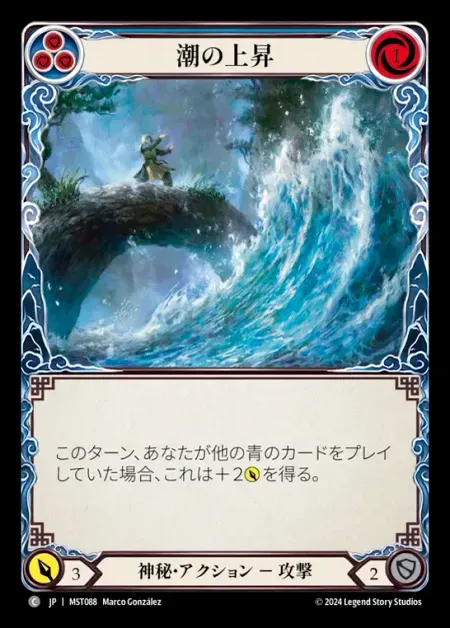 潮の上昇
1
このターン、あなたが他の青のカードをプレイ
していた場合、これは＋2を得る。
3
神秘・アクション － 攻撃
2
C JP | MST088 Marco González
© 2024 Legend Story Studios